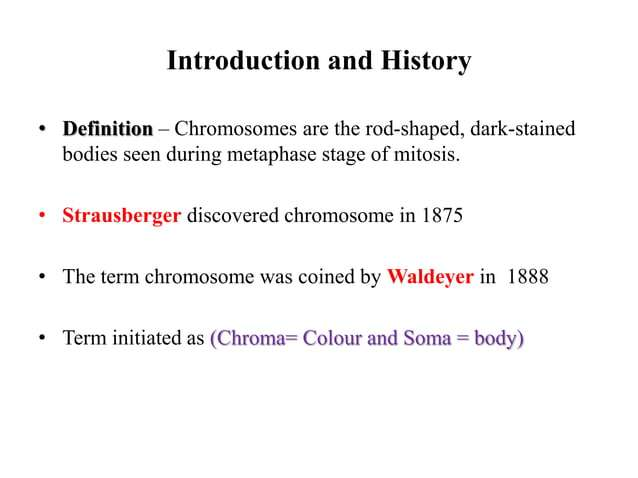 Introduction and History
• Definition – Chromosomes are the rod-shaped, dark-stained
bodies seen during metaphase stage of mitosis.
• Strausberger discovered chromosome in 1875
• The term chromosome was coined by Waldeyer in  1888
• Term initiated as (Chroma= Colour and Soma = body)